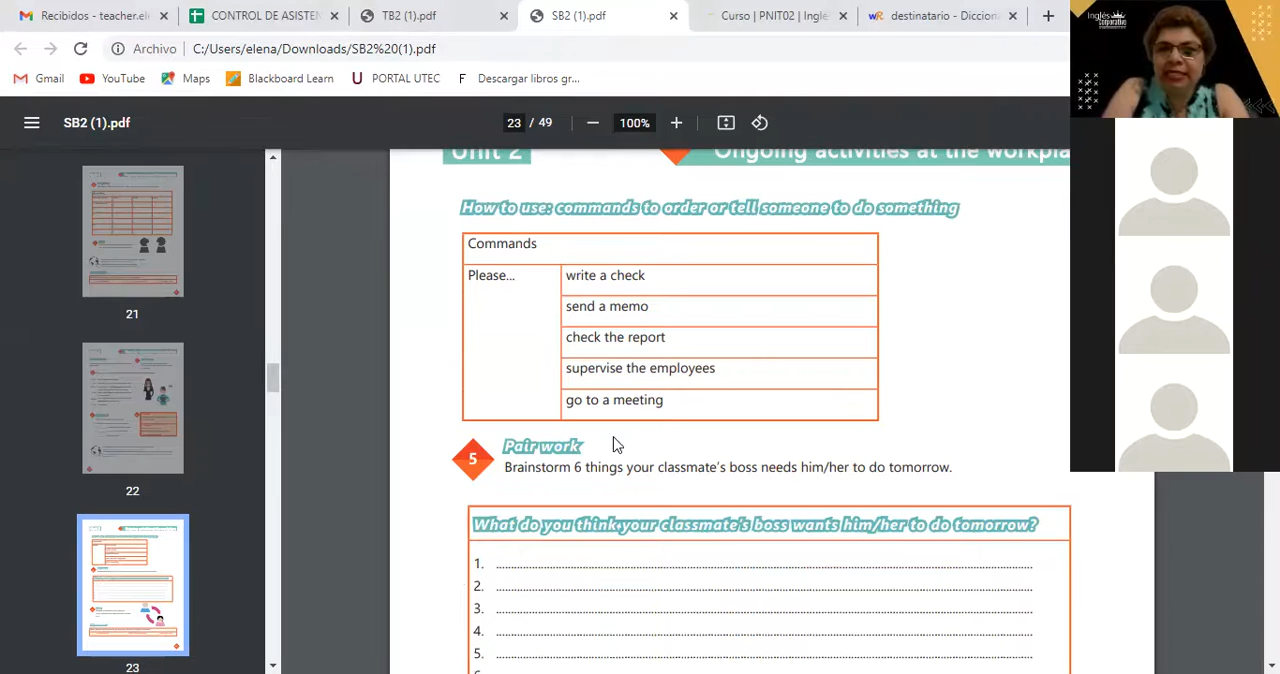 Recibidos - teacher.el
CONTROL DE ASISTEN
TB2 (1).pdf
SB2 (1).pdf
Curso | PNIT02 | Inglé
destinatario - Diccion
Archivo
C:/Users/elena/Downloads/SB2%20(1).pdf
Gmail
YouTube
Maps
Blackboard Learn
PORTAL UTEC
Descargar libros gr...
Inglés
Corporativo
SB2 (1).pdf
23 / 49
100%
21
22
23
Unit 2
Ongoing activities at the workpla
How to use: commands to order or tell someone to do something
Commands
Please...
write a check
send a memo
check the report
supervise the employees
go to a meeting
5
Pair work
Brainstorm 6 things your classmate's boss needs him/her to do tomorrow.
What do you think your classmate's boss wants him/her to do tomorrow?
1.
2.
3.
4.
5.